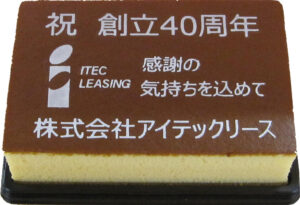 祝 創立40周年
ITEC
LEASING
感謝の
気持ちを込めて
株式会社アイテックリース